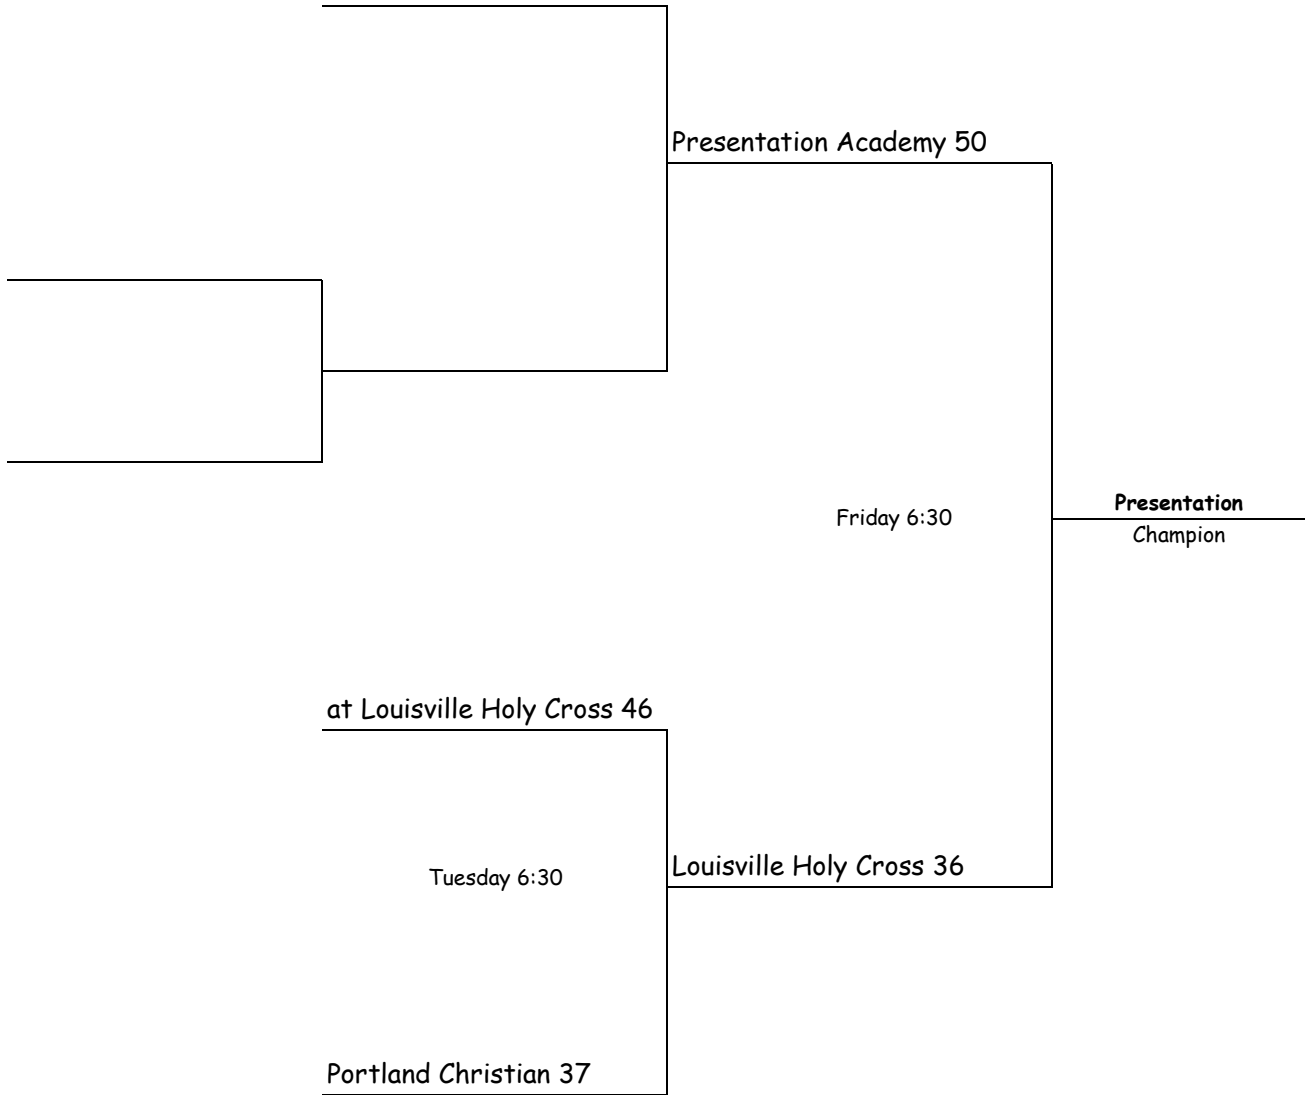 Presentation Academy 50
Presentation
Friday 6:30
Champion
at Louisville Holy Cross 46
Louisville Holy Cross 36
Tuesday 6:30
Portland Christian 37